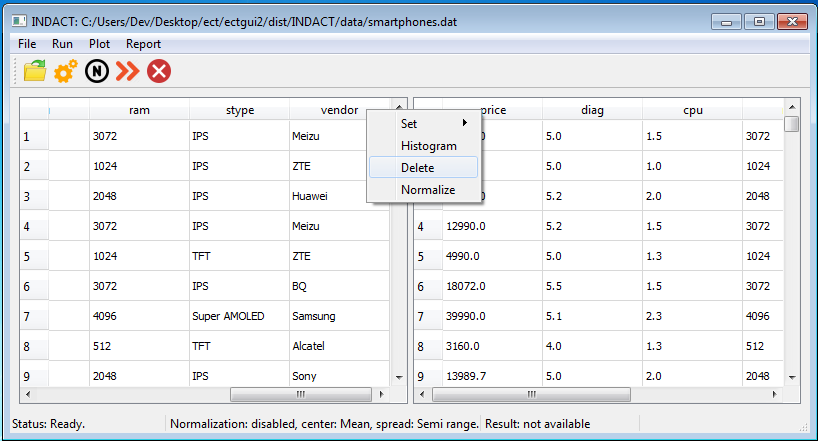 INDACT: C:/Users/Dev/Desktop/ect/ectgui2/dist/INDACT/data/smartphones.dat
File Run Plot Report
N
ram stype vendor
1 3072 IPS Meizu
2 1024 IPS ZTE
3 2048 IPS Huawei
4 3072 IPS Meizu
5 1024 TFT ZTE
6 3072 IPS BQ
7 4096 Super AMOLED Samsung
8 512 TFT Alcatel
9 2048 IPS Sony
Set
Histogram
Delete
Normalize
price diag cpu
.0 5.0 1.5 3072
5.0 1.0 1024
5.2 2.0 2048
4 12990.0 5.2 1.5 3072
5 4990.0 5.0 1.3 1024
6 18072.0 5.5 1.5 3072
7 39990.0 5.1 2.3 4096
8 3160.0 4.0 1.3 512
9 13989.7 5.0 2.0 2048
Status: Ready. Normalization: disabled, center: Mean, spread: Semi range. Result: not available